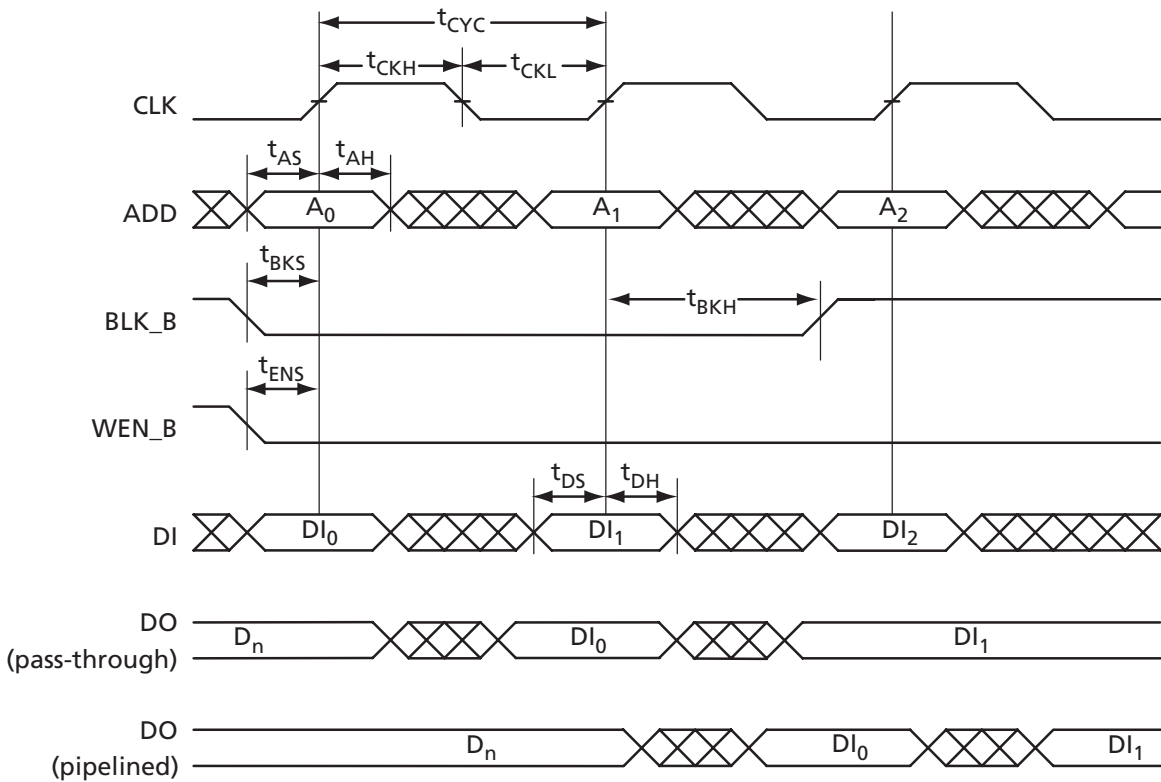 tCYC
tCKH tCKL
CLK
tAS tAH
ADD A0 A1 A2
tBKS
BLK_B tBKH
tENS
WEN_B
tDS tDH
DI DI0 DI1 DI2
DO
(pass-through) Dn DI0 DI1
DO
(pipelined) Dn DI0 DI1